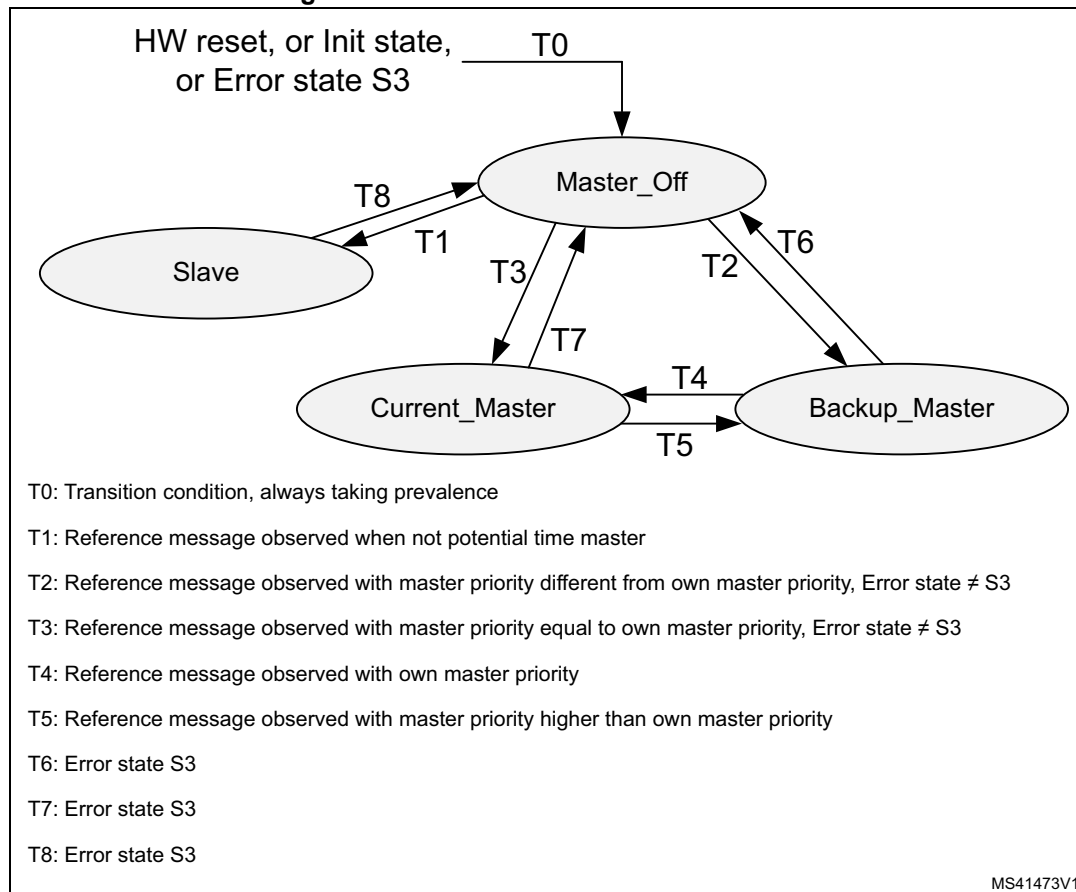 HW reset, or Init state,
or Error state S3
T0
Master_Off
T8
T1
Slave
T3
T7
T2
T6
Current_Master
T4
T5
Backup_Master
T0: Transition condition, always taking prevalence
T1: Reference message observed when not potential time master
T2: Reference message observed with master priority different from own master priority, Error state ≠ S3
T3: Reference message observed with master priority equal to own master priority, Error state ≠ S3
T4: Reference message observed with own master priority
T5: Reference message observed with master priority higher than own master priority
T6: Error state S3
T7: Error state S3
T8: Error state S3
MS41473V1